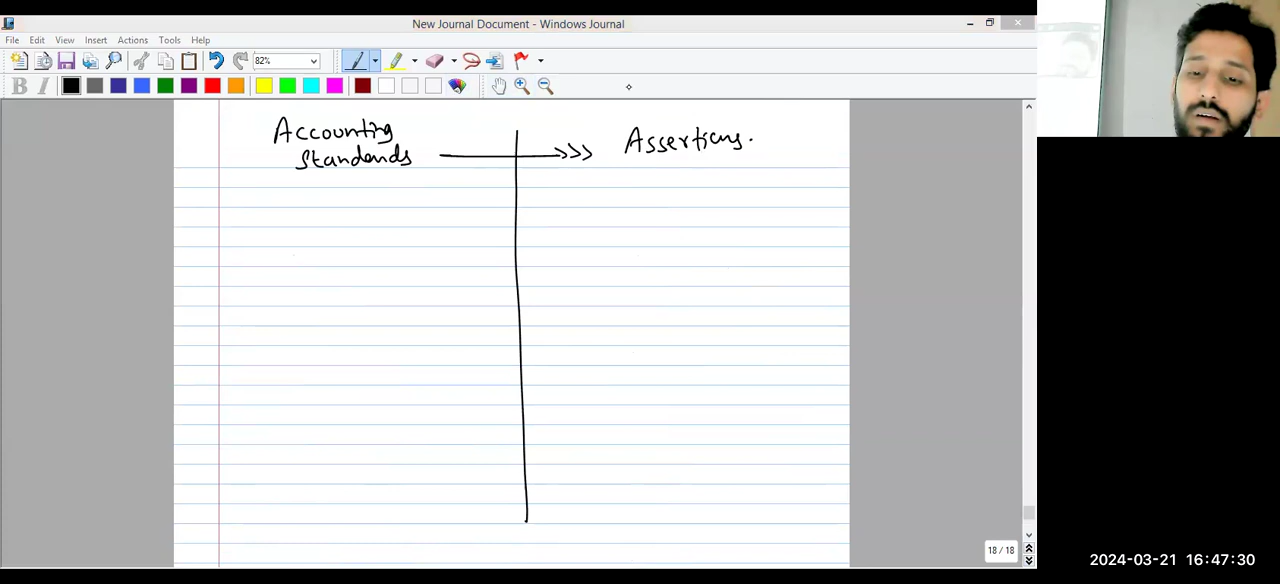 New Journal Document - Windows Journal
File Edit View Insert Actions Tools Help
82%
B I
Accounting
Standards
Assertions.
18 / 18
2024-03-21 16:47:30